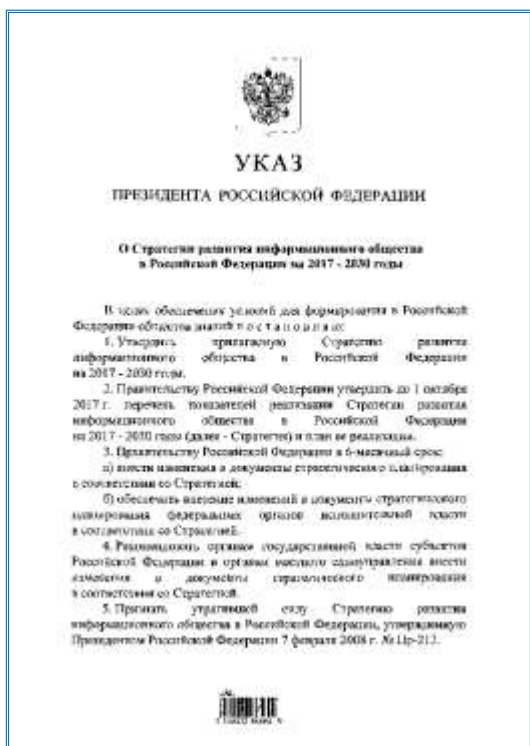 УКАЗ
ПРЕЗИДЕНТА РОССИЙСКОЙ ФЕДЕРАЦИИ
О Стратегии развития информационного общества
в Российской Федерации на 2017 - 2030 годы
В целях обеспечения условий для формирования в Российской
Федерации общества знаний п о с т а н о в л я ю:
1. Утвердить прилагаемую Стратегию развития
информационного общества в Российской Федерации
на 2017 - 2030 годы.
2. Правительству Российской Федерации утвердить до 1 октября
2017 г. перечень показателей реализации Стратегии развития
информационного общества в Российской Федерации
на 2017 - 2030 годы (далее - Стратегия) и план ее реализации.
3. Правительству Российской Федерации в 6-месячный срок:
а) внести изменения в документы стратегического планирования
в соответствии со Стратегией;
б) обеспечить внесение изменений в документы стратегического
планирования федеральных органов исполнительной власти
в соответствии со Стратегией.
4. Рекомендовать органам государственной власти субъектов
Российской Федерации и органам местного самоуправления внести
изменения в документы стратегического планирования
в соответствии со Стратегией.
5. Признать утратившей силу Стратегию развития
информационного общества в Российской Федерации, утвержденную
Президентом Российской Федерации 7 февраля 2008 г. № Пр-212.